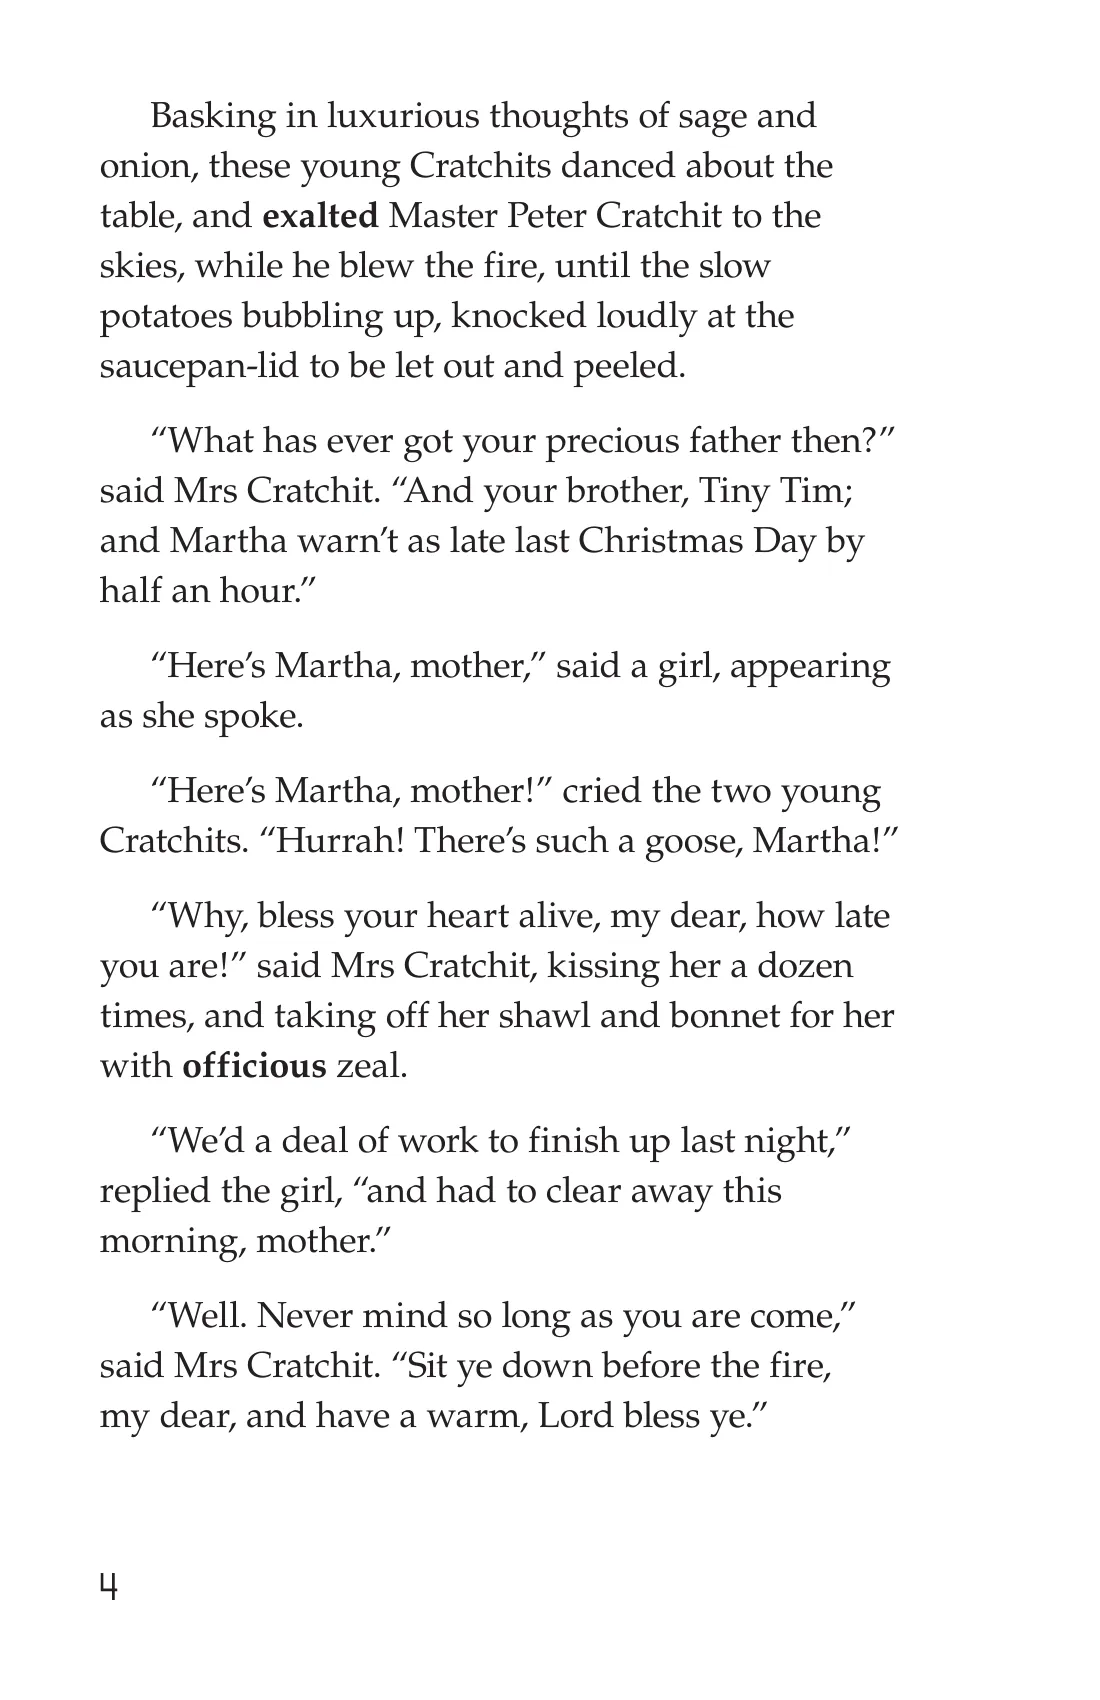 Basking in luxurious thoughts of sage and
onion, these young Cratchits danced about the
table, and exalted Master Peter Cratchit to the
skies, while he blew the fire, until the slow
potatoes bubbling up, knocked loudly at the
saucepan-lid to be let out and peeled.
“What has ever got your precious father then?”
said Mrs Cratchit. “And your brother, Tiny Tim;
and Martha warn’t as late last Christmas Day by
half an hour.”
“Here’s Martha, mother,” said a girl, appearing
as she spoke.
“Here’s Martha, mother!” cried the two young
Cratchits. “Hurrah! There’s such a goose, Martha!”
“Why, bless your heart alive, my dear, how late
you are!” said Mrs Cratchit, kissing her a dozen
times, and taking off her shawl and bonnet for her
with officious zeal.
“We’d a deal of work to finish up last night,”
replied the girl, “and had to clear away this
morning, mother.”
“Well. Never mind so long as you are come,”
said Mrs Cratchit. “Sit ye down before the fire,
my dear, and have a warm, Lord bless ye.”
4